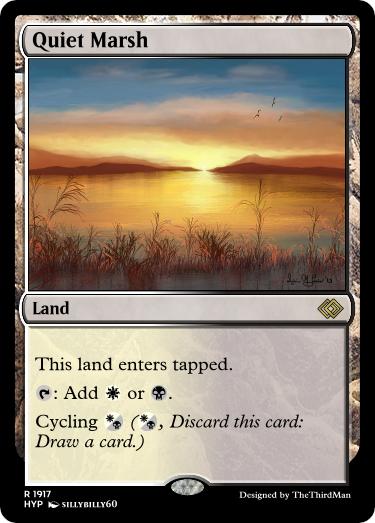 Quiet Marsh
Land
This land enters tapped.
: Add or .
Cycling ( , Discard this card:
Draw a card.)
R 1917
HYP SILLYBILLY60
Designed by TheThirdMan